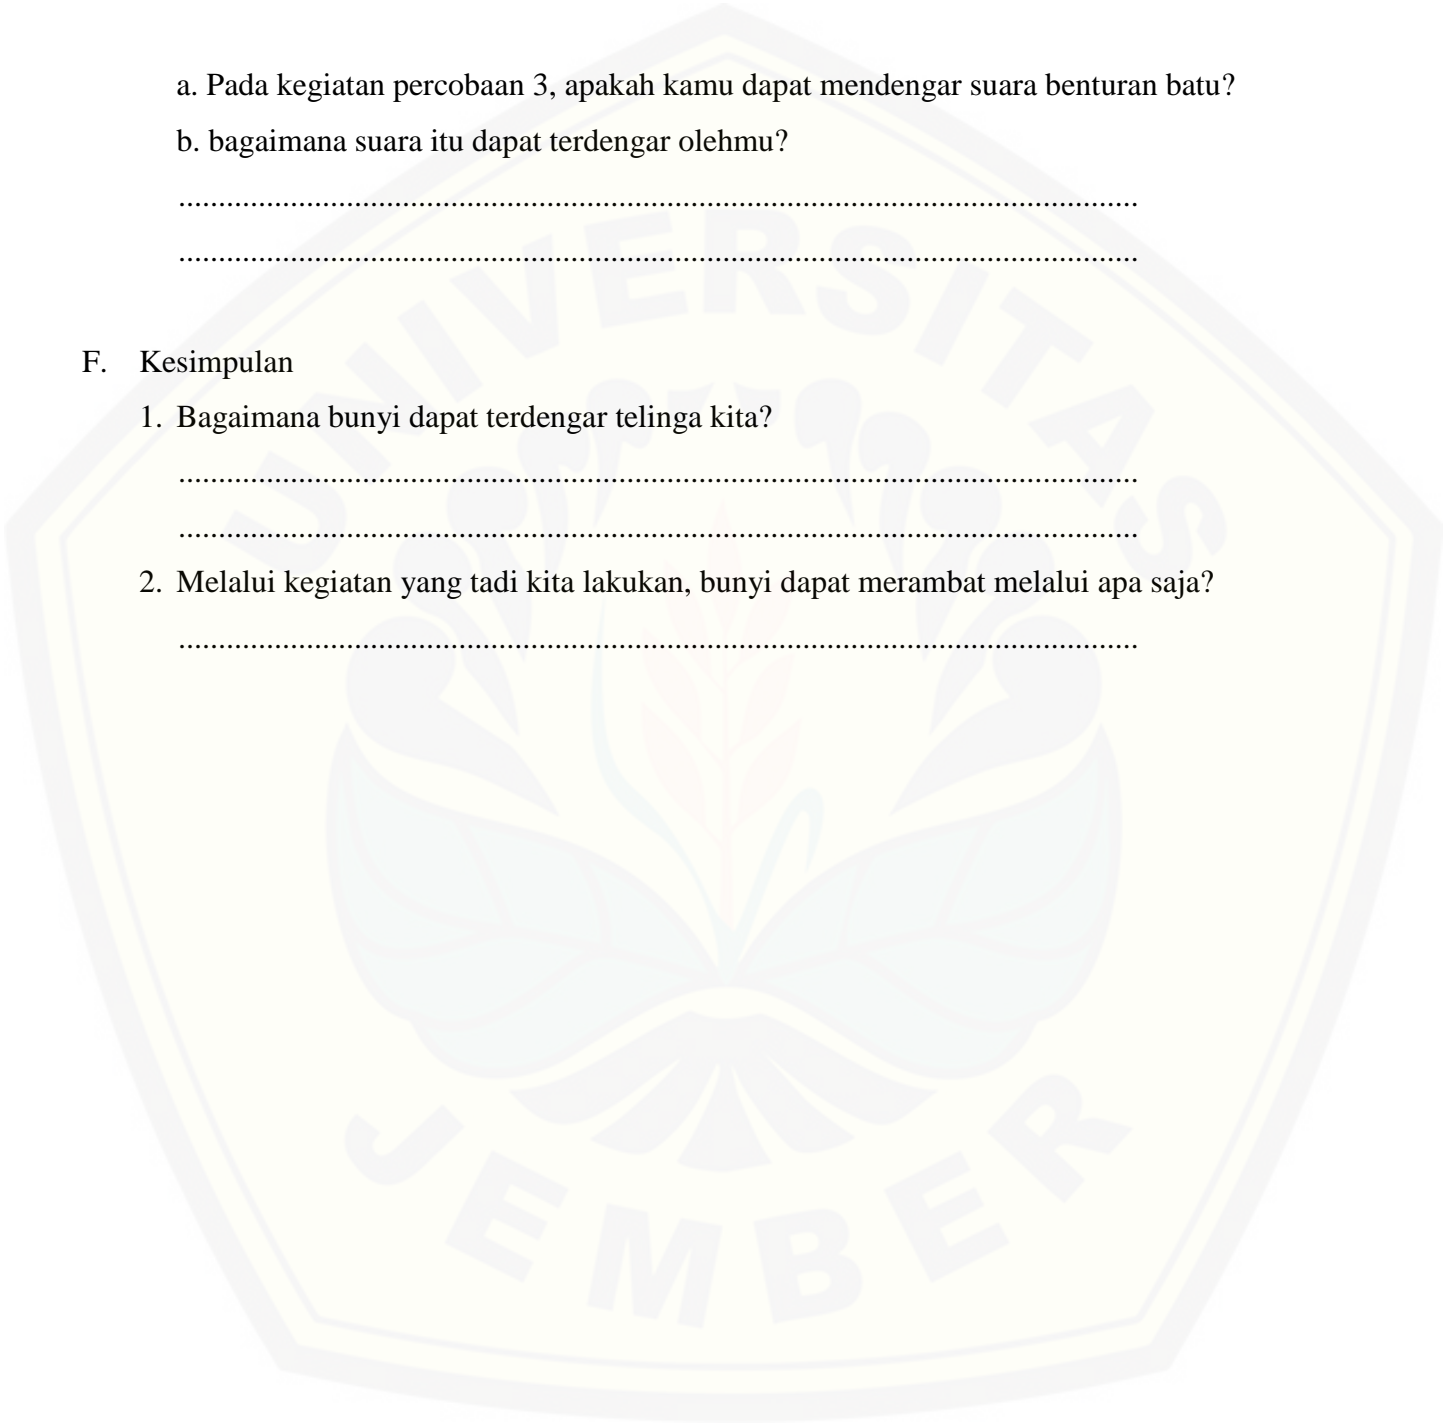 a. Pada kegiatan percobaan 3, apakah kamu dapat mendengar suara benturan batu?
b. bagaimana suara itu dapat terdengar olehmu?
........................................................................................................................
........................................................................................................................
F. Kesimpulan
1. Bagaimana bunyi dapat terdengar telinga kita?
........................................................................................................................
........................................................................................................................
2. Melalui kegiatan yang tadi kita lakukan, bunyi dapat merambat melalui apa saja?
........................................................................................................................
UNIVERSITAS
JEMBER